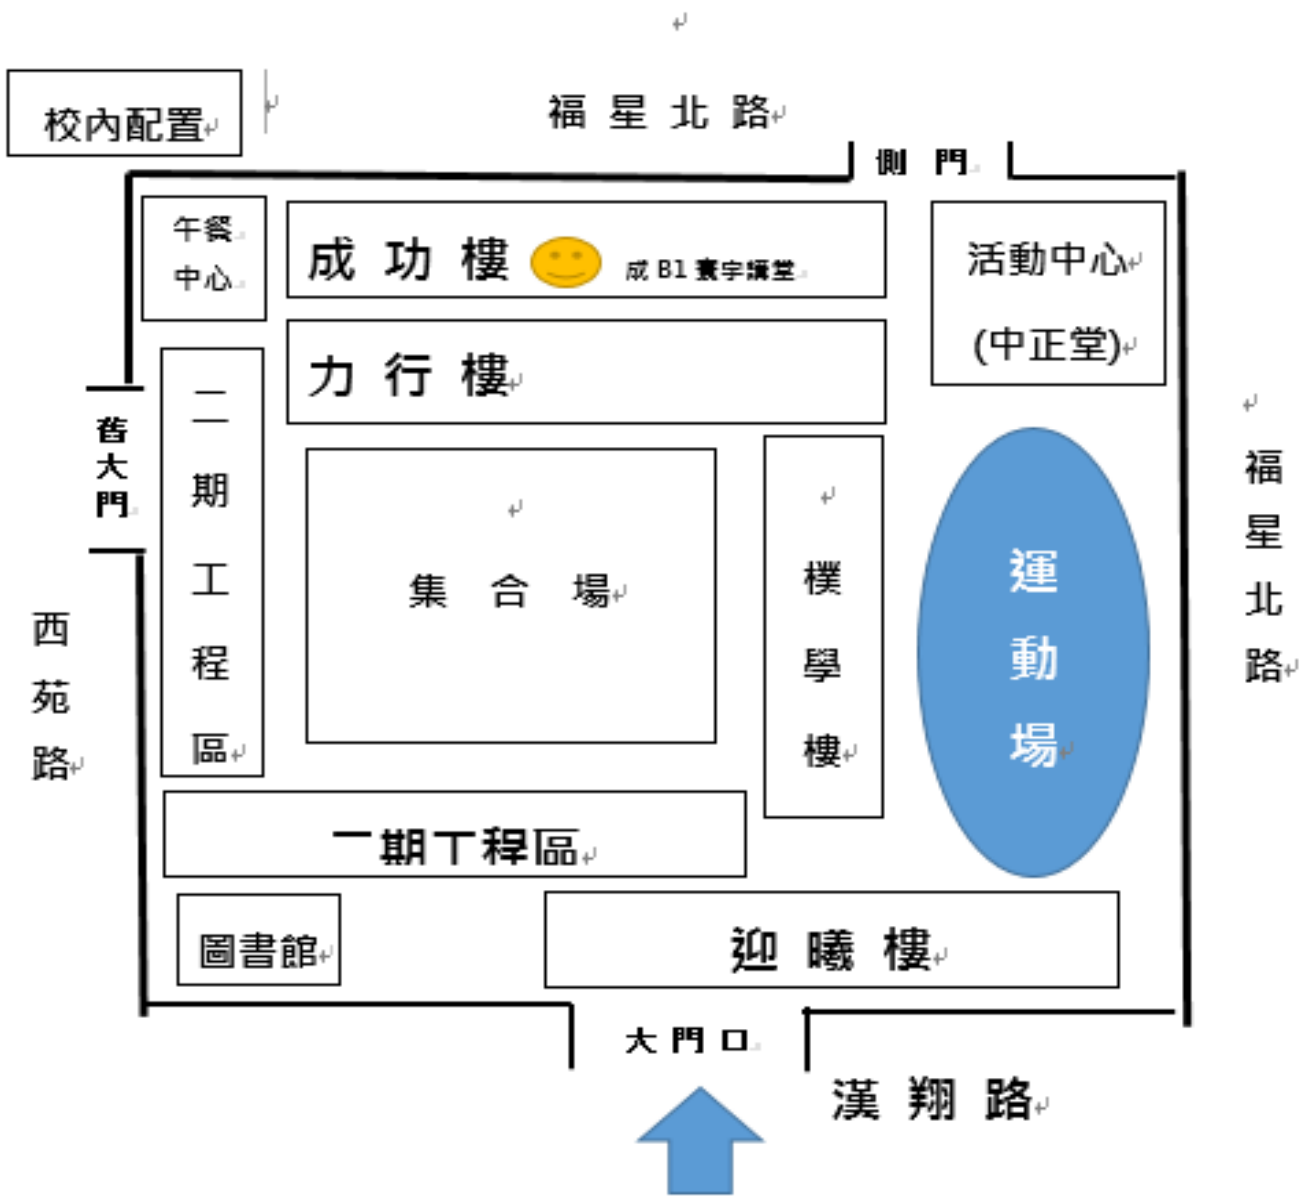 校內配置
福星北路
側門
午餐
中心
成功樓
成 B1 寰宇講堂
活動中心
(中正堂)
力行樓
舊大門
二期工程區
集合場
樸學樓
運動場
福星北路
西苑路
二期工程區
圖書館
迎曦樓
大門口
漢翔路